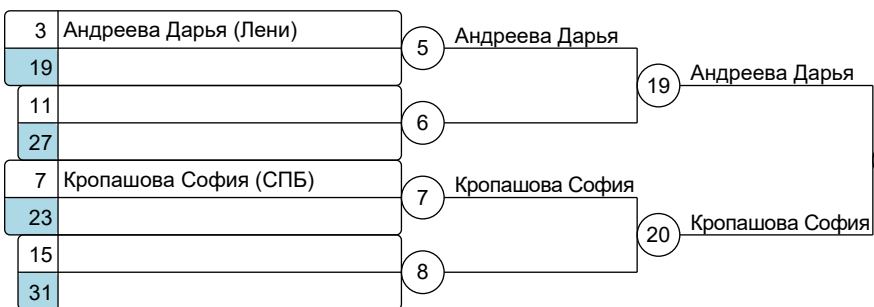 3 Андреева Дарья (Лени)
5 Андреева Дарья
19
19 Андреева Дарья
11
6
27
7 Кропашова София (СПБ)
7 Кропашова София
23
20 Кропашова София
15
8
31